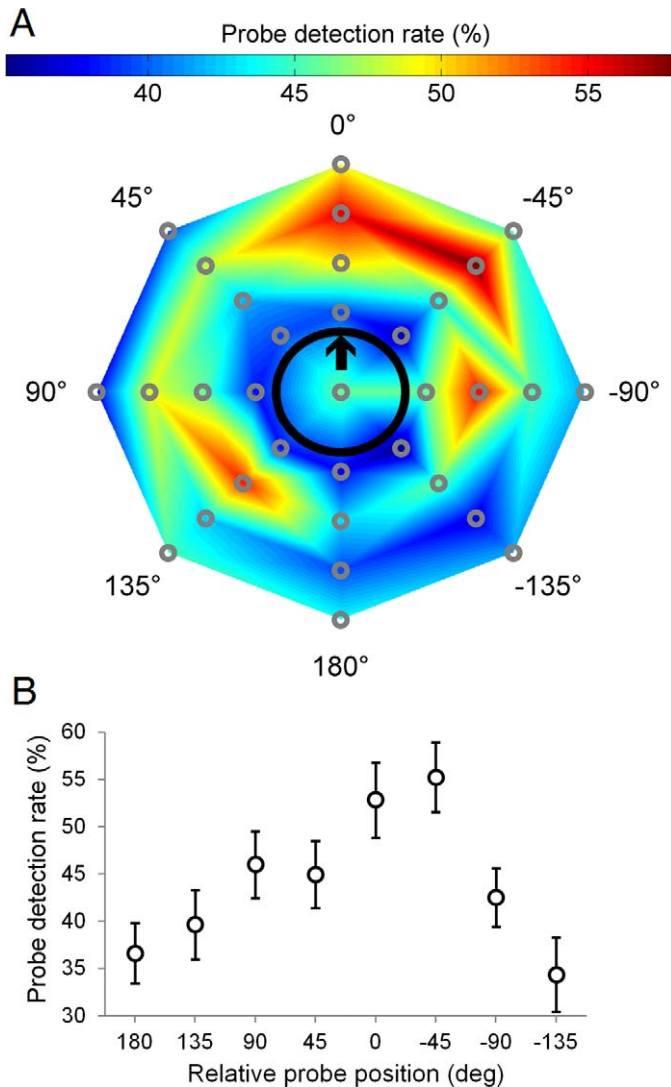 A
Probe detection rate (%)
40 45 50 55
0°
45° -45°
90° -90°
135° -135°
180°
B
Probe detection rate (%)
60
55
50
45
40
35
30
180 135 90 45 0 -45 -90 -135
Relative probe position (deg)